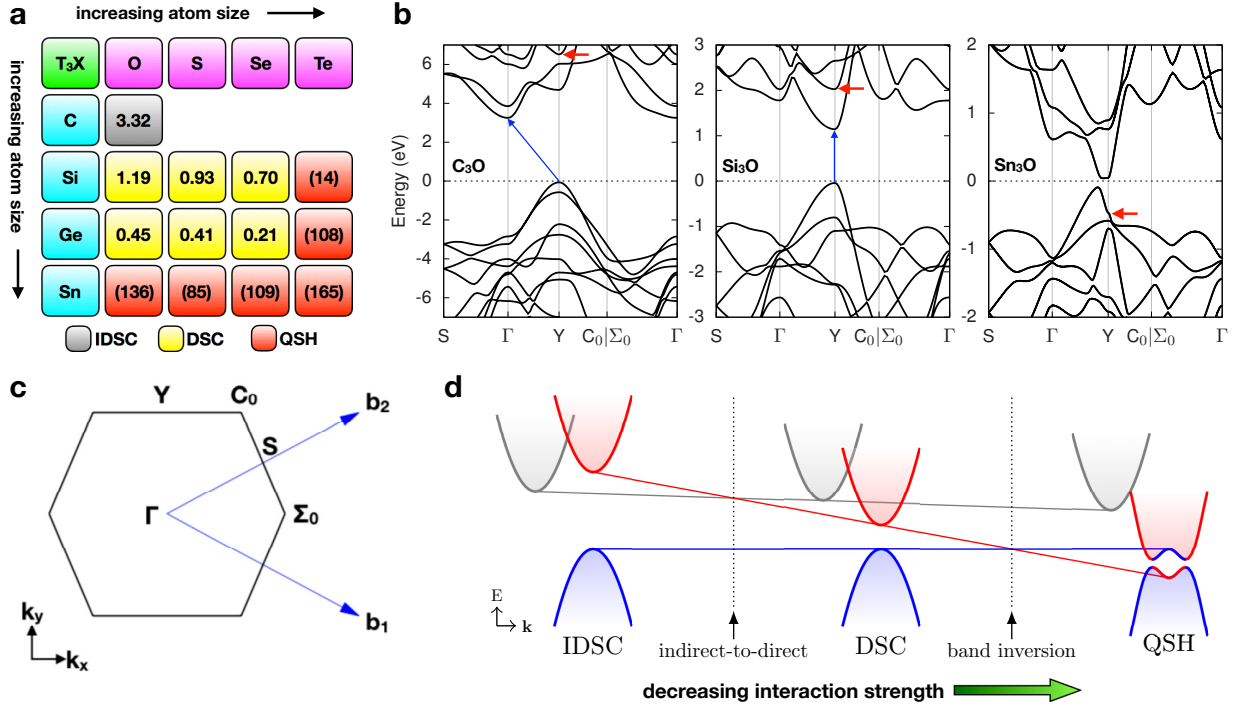 a
increasing atom size
increasing atom size
T₃X O S Se Te
C 3.32
Si 1.19 0.93 0.70 (14)
Ge 0.45 0.41 0.21 (108)
Sn (136) (85) (109) (165)
IDSC DSC QSH
b
Energy (eV)
6
4
2
0
-2
-4
-6
C₃O
S Γ Y C₀|Σ₀ Γ
3
2
1
0
-1
-2
-3
Si₃O
S Γ Y C₀|Σ₀ Γ
2
1
0
-1
-2
Sn₃O
S Γ Y C₀|Σ₀ Γ
c
Y C₀ b₂
S
Γ Σ₀
b₁
k_y
k_x
d
E
k
IDSC indirect-to-direct DSC band inversion QSH
decreasing interaction strength